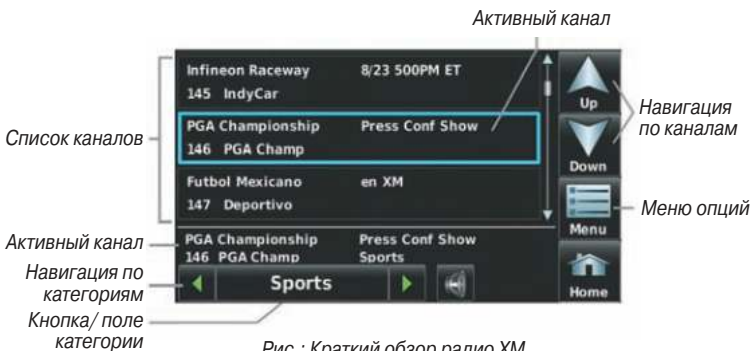 Активный канал
Infineon Raceway 8/23 500PM ET
145 IndyCar
Up
Навигация
по каналам
Список каналов
PGA Championship Press Conf Show
146 PGA Champ
Down
Futbol Mexicano en XM
147 Deportivo
Menu
Меню опций
Активный канал
PGA Championship Press Conf Show
146 PGA Champ Sports
Навигация по
категориям
Sports
Home
Кнопка/ поле
категории
Рис.: Краткий обзор радио XM